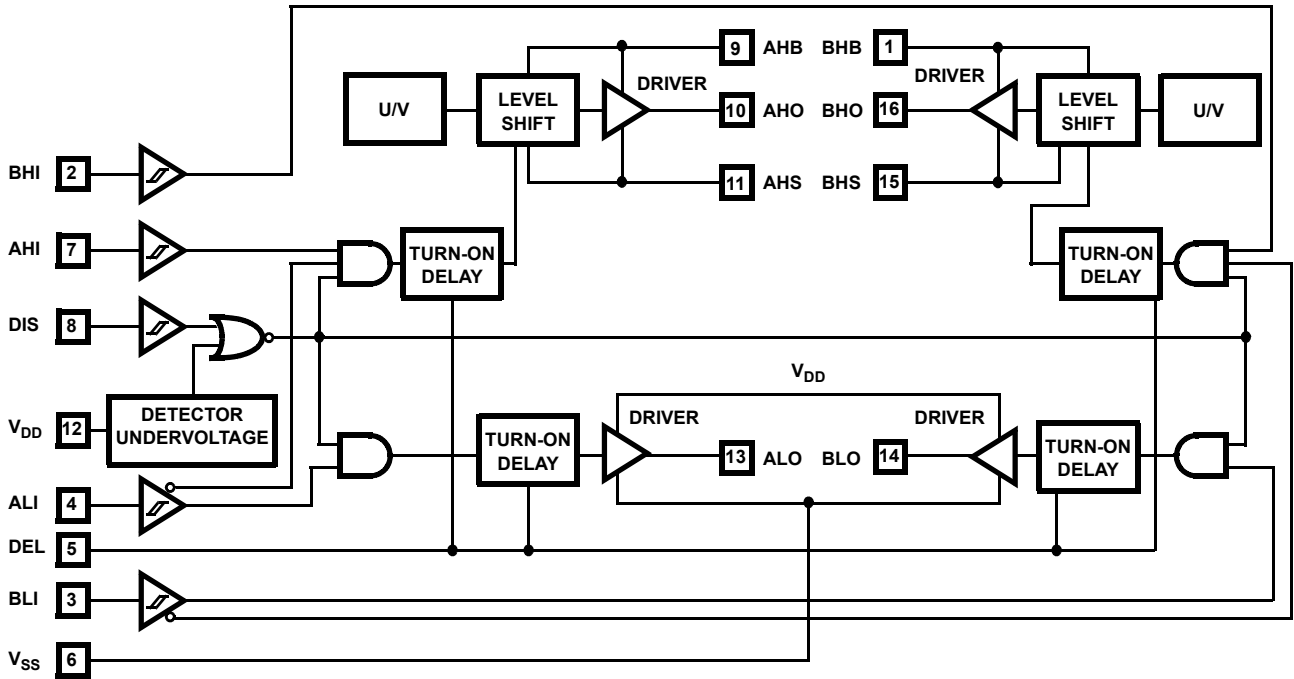 9 AHB BHB 1
DRIVER DRIVER
U/V
LEVEL
SHIFT
10 AHO BHO 16
LEVEL
SHIFT
U/V
BHI 2
11 AHS BHS 15
AHI 7
TURN-ON
DELAY
TURN-ON
DELAY
DIS 8
VDD
VDD 12
DETECTOR
UNDERVOLTAGE
DRIVER DRIVER
TURN-ON
DELAY
13 ALO BLO 14
TURN-ON
DELAY
ALI 4
DEL 5
BLI 3
VSS 6